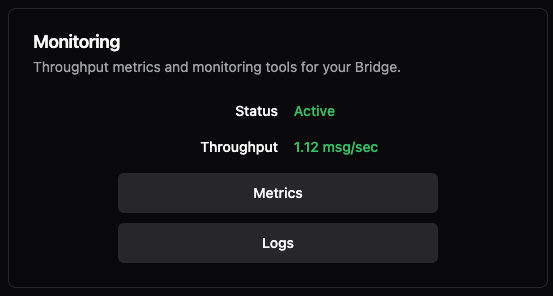 Monitoring
Throughput metrics and monitoring tools for your Bridge.
Status Active
Throughput 1.12 msg/sec
Metrics
Logs